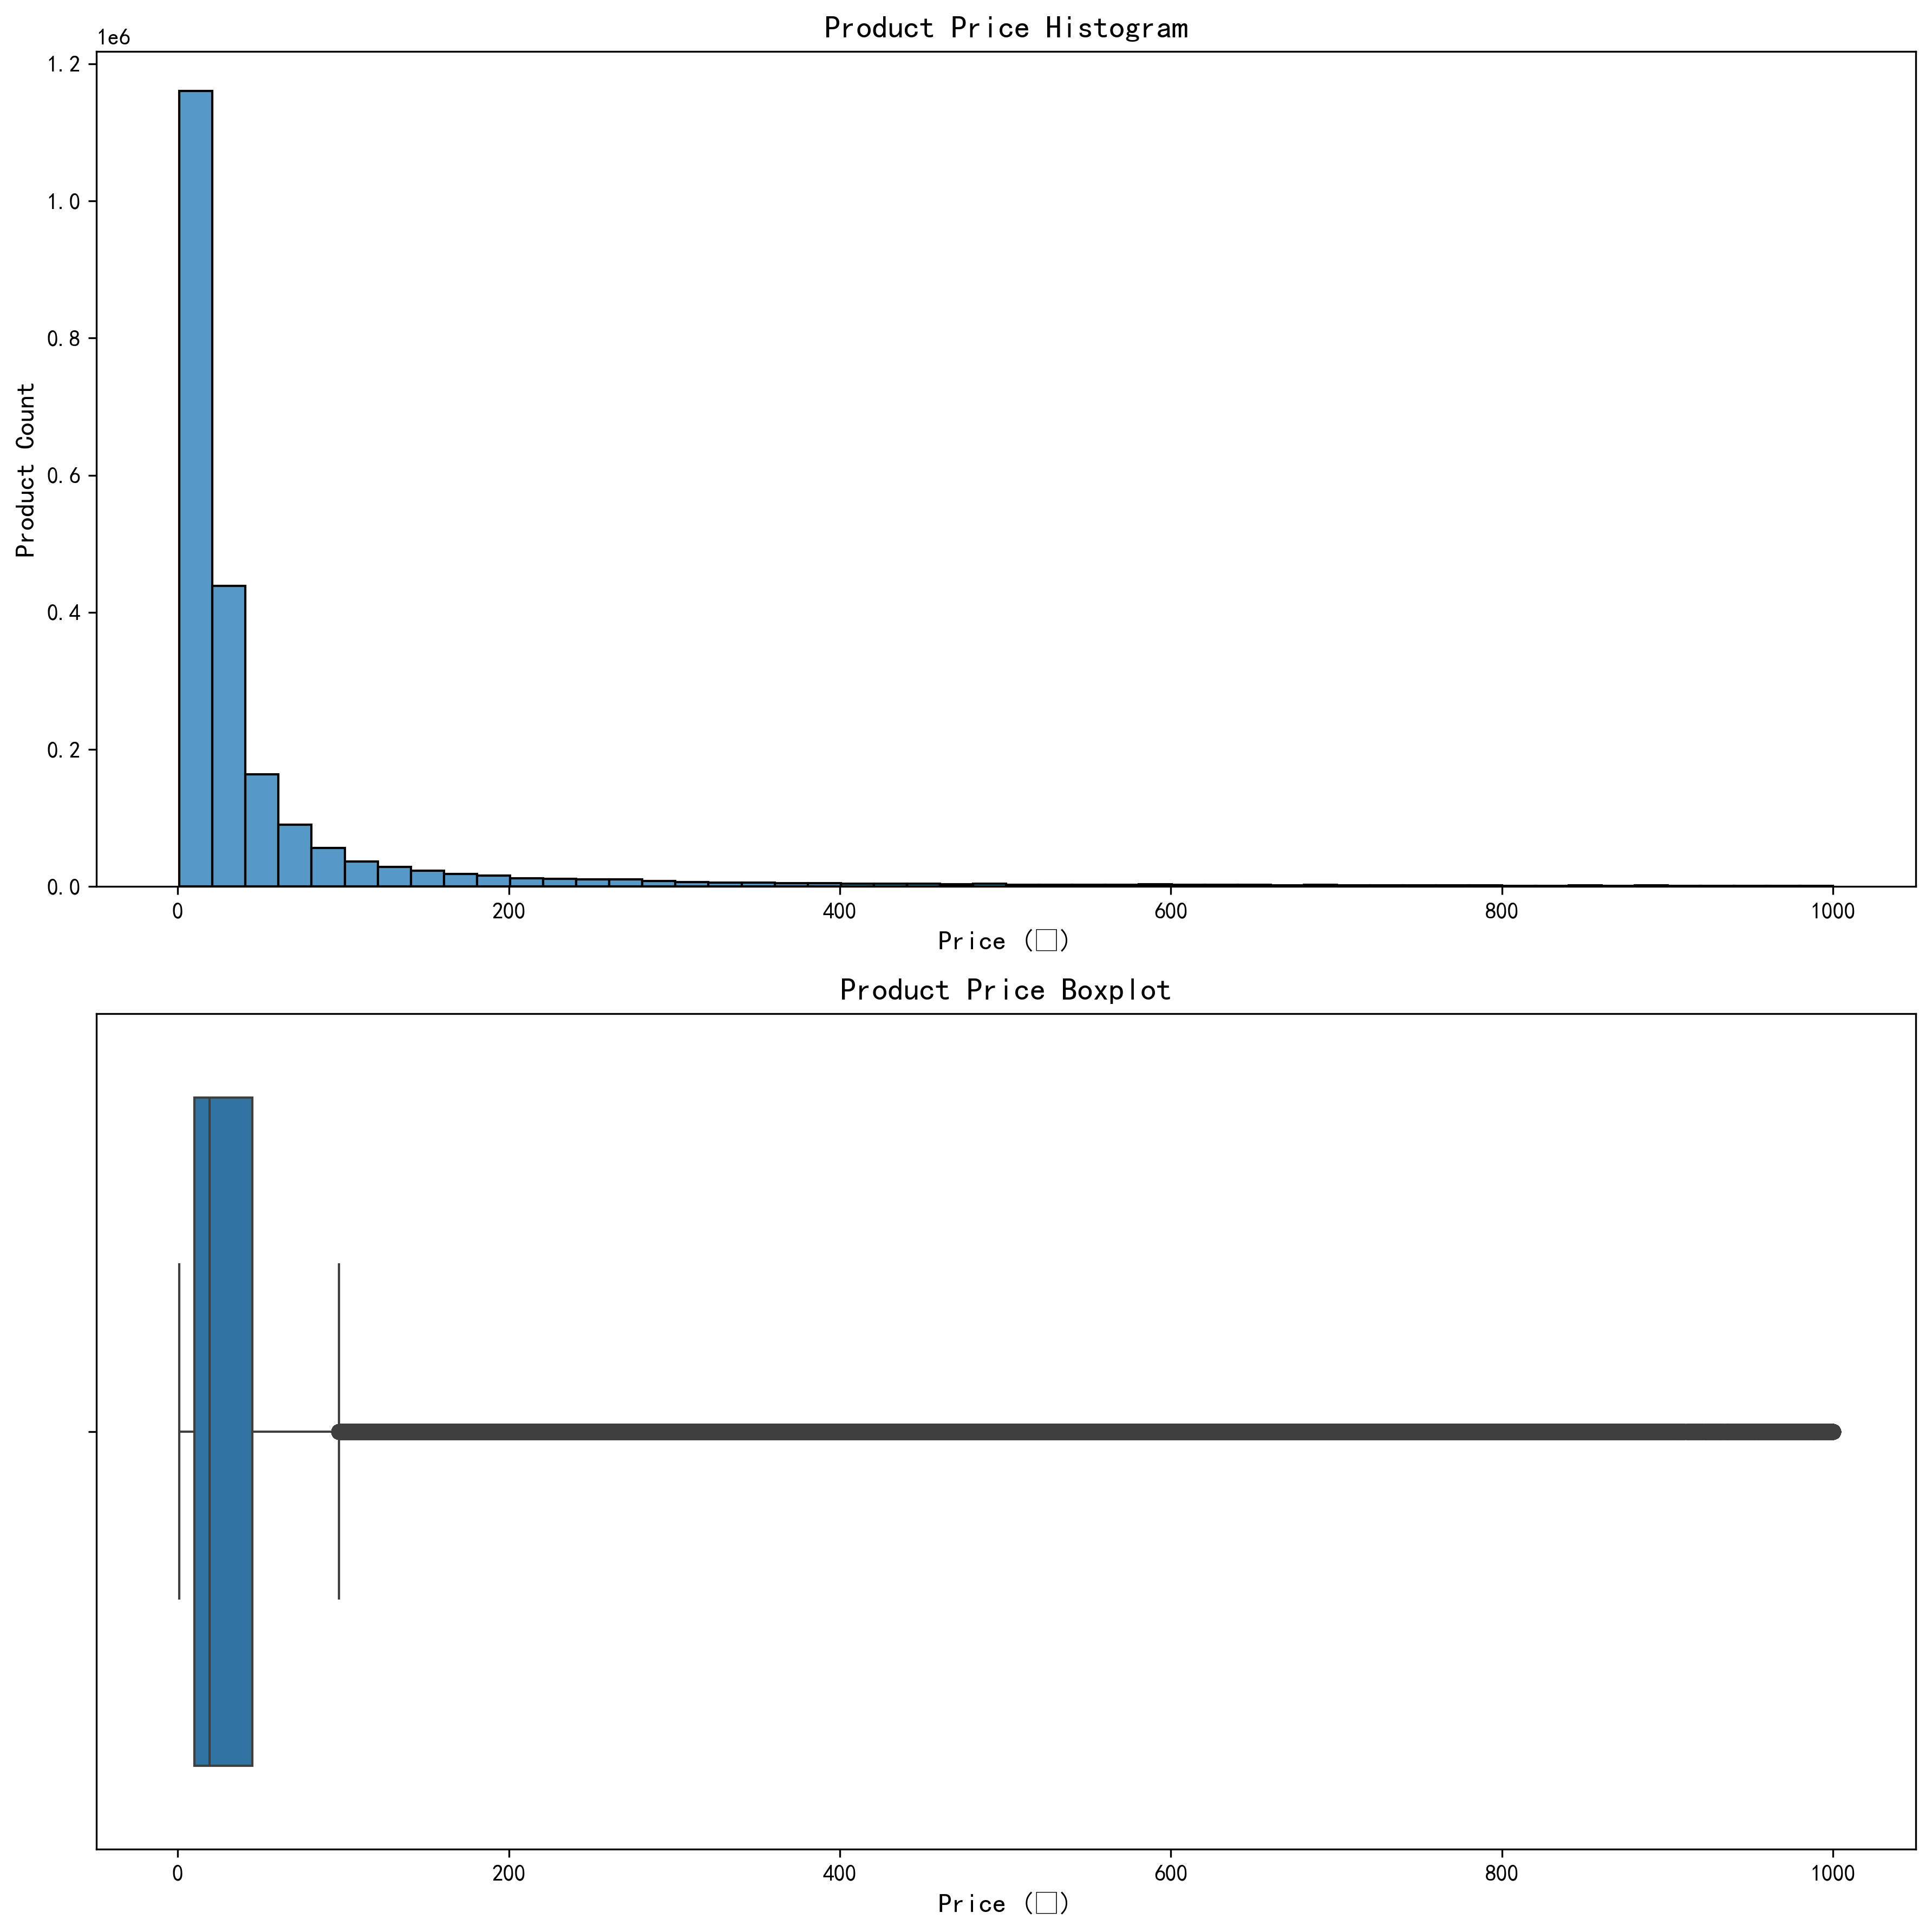 Product Price Histogram
1e6
1.2
1.0
0.8
0.6
0.4
0.2
0.0
Product Count
0 200 400 600 800 1000
Price (□)
Product Price Boxplot
0 200 400 600 800 1000
Price (□)